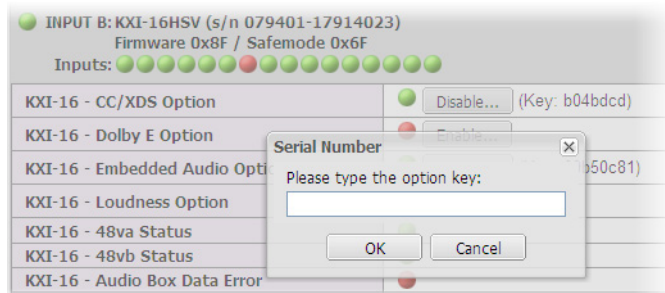 INPUT B: KXI-16HSV (s/n 079401-17914023)
Firmware 0x8F / Safemode 0x6F
Inputs:
KXI-16 - CC/XDS Option Disable... (Key: b04bdcd)
KXI-16 - Dolby E Option Enable...
Serial Number
KXI-16 - Embedded Audio Opti b50c81)
Please type the option key:
KXI-16 - Loudness Option
KXI-16 - 48va Status
OK Cancel
KXI-16 - 48vb Status
KXI-16 - Audio Box Data Error